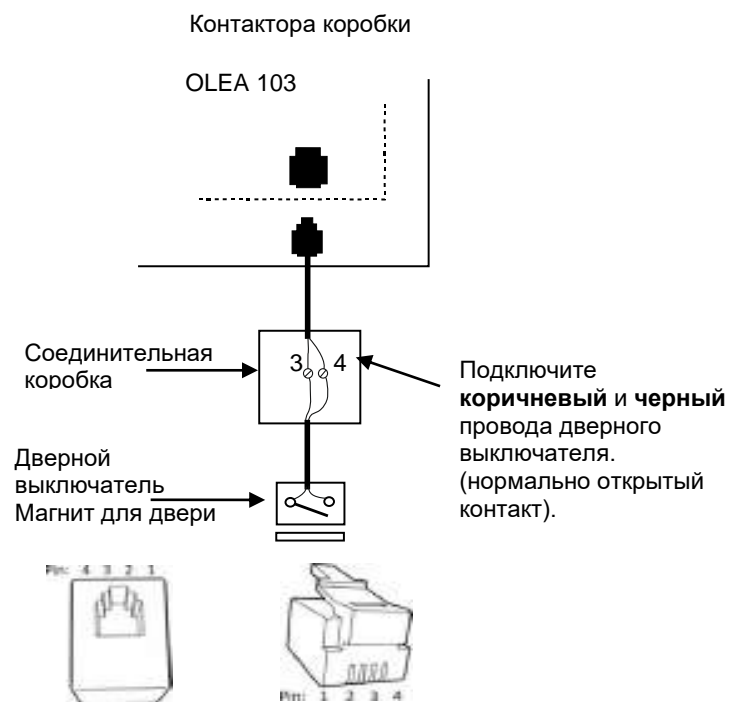 Контактора коробки
OLEA 103
Соединительная
коробка
3 4
Подключите
коричневый и черный
провода дверного
выключателя.
(нормально открытый
контакт).
Дверной
выключатель
Магнит для двери
Pin: 4 3 2 1
Pin: 1 2 3 4